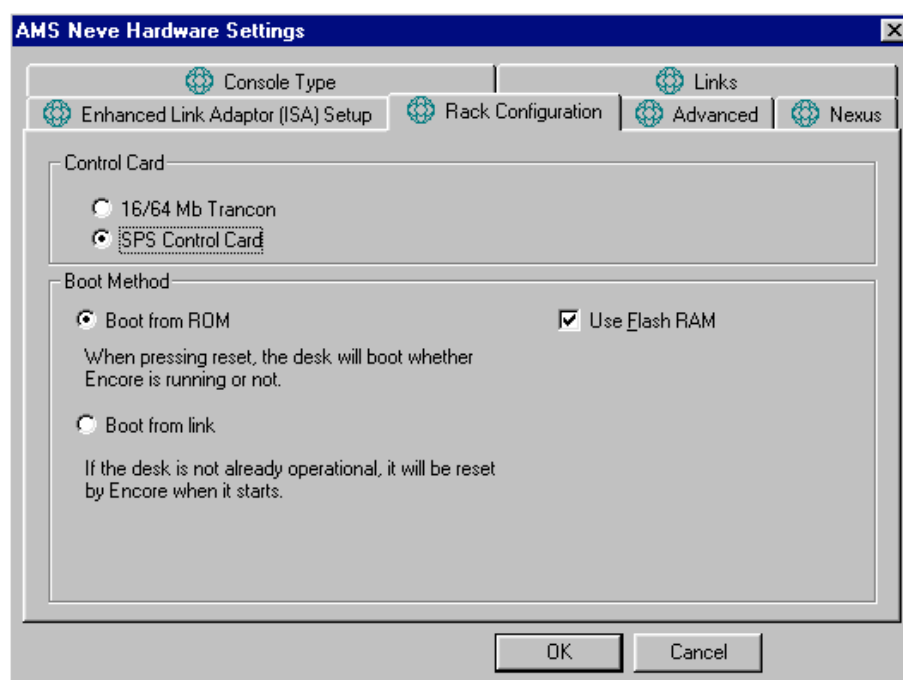 AMS Neve Hardware Settings
Console Type
Links
Enhanced Link Adaptor (ISA) Setup
Rack Configuration
Advanced
Nexus
Control Card
16/64 Mb Trancon
SPS Control Card
Boot Method
Boot from ROM
Use Flash RAM
When pressing reset, the desk will boot whether
Encore is running or not.
Boot from link
If the desk is not already operational, it will be reset
by Encore when it starts.
OK
Cancel